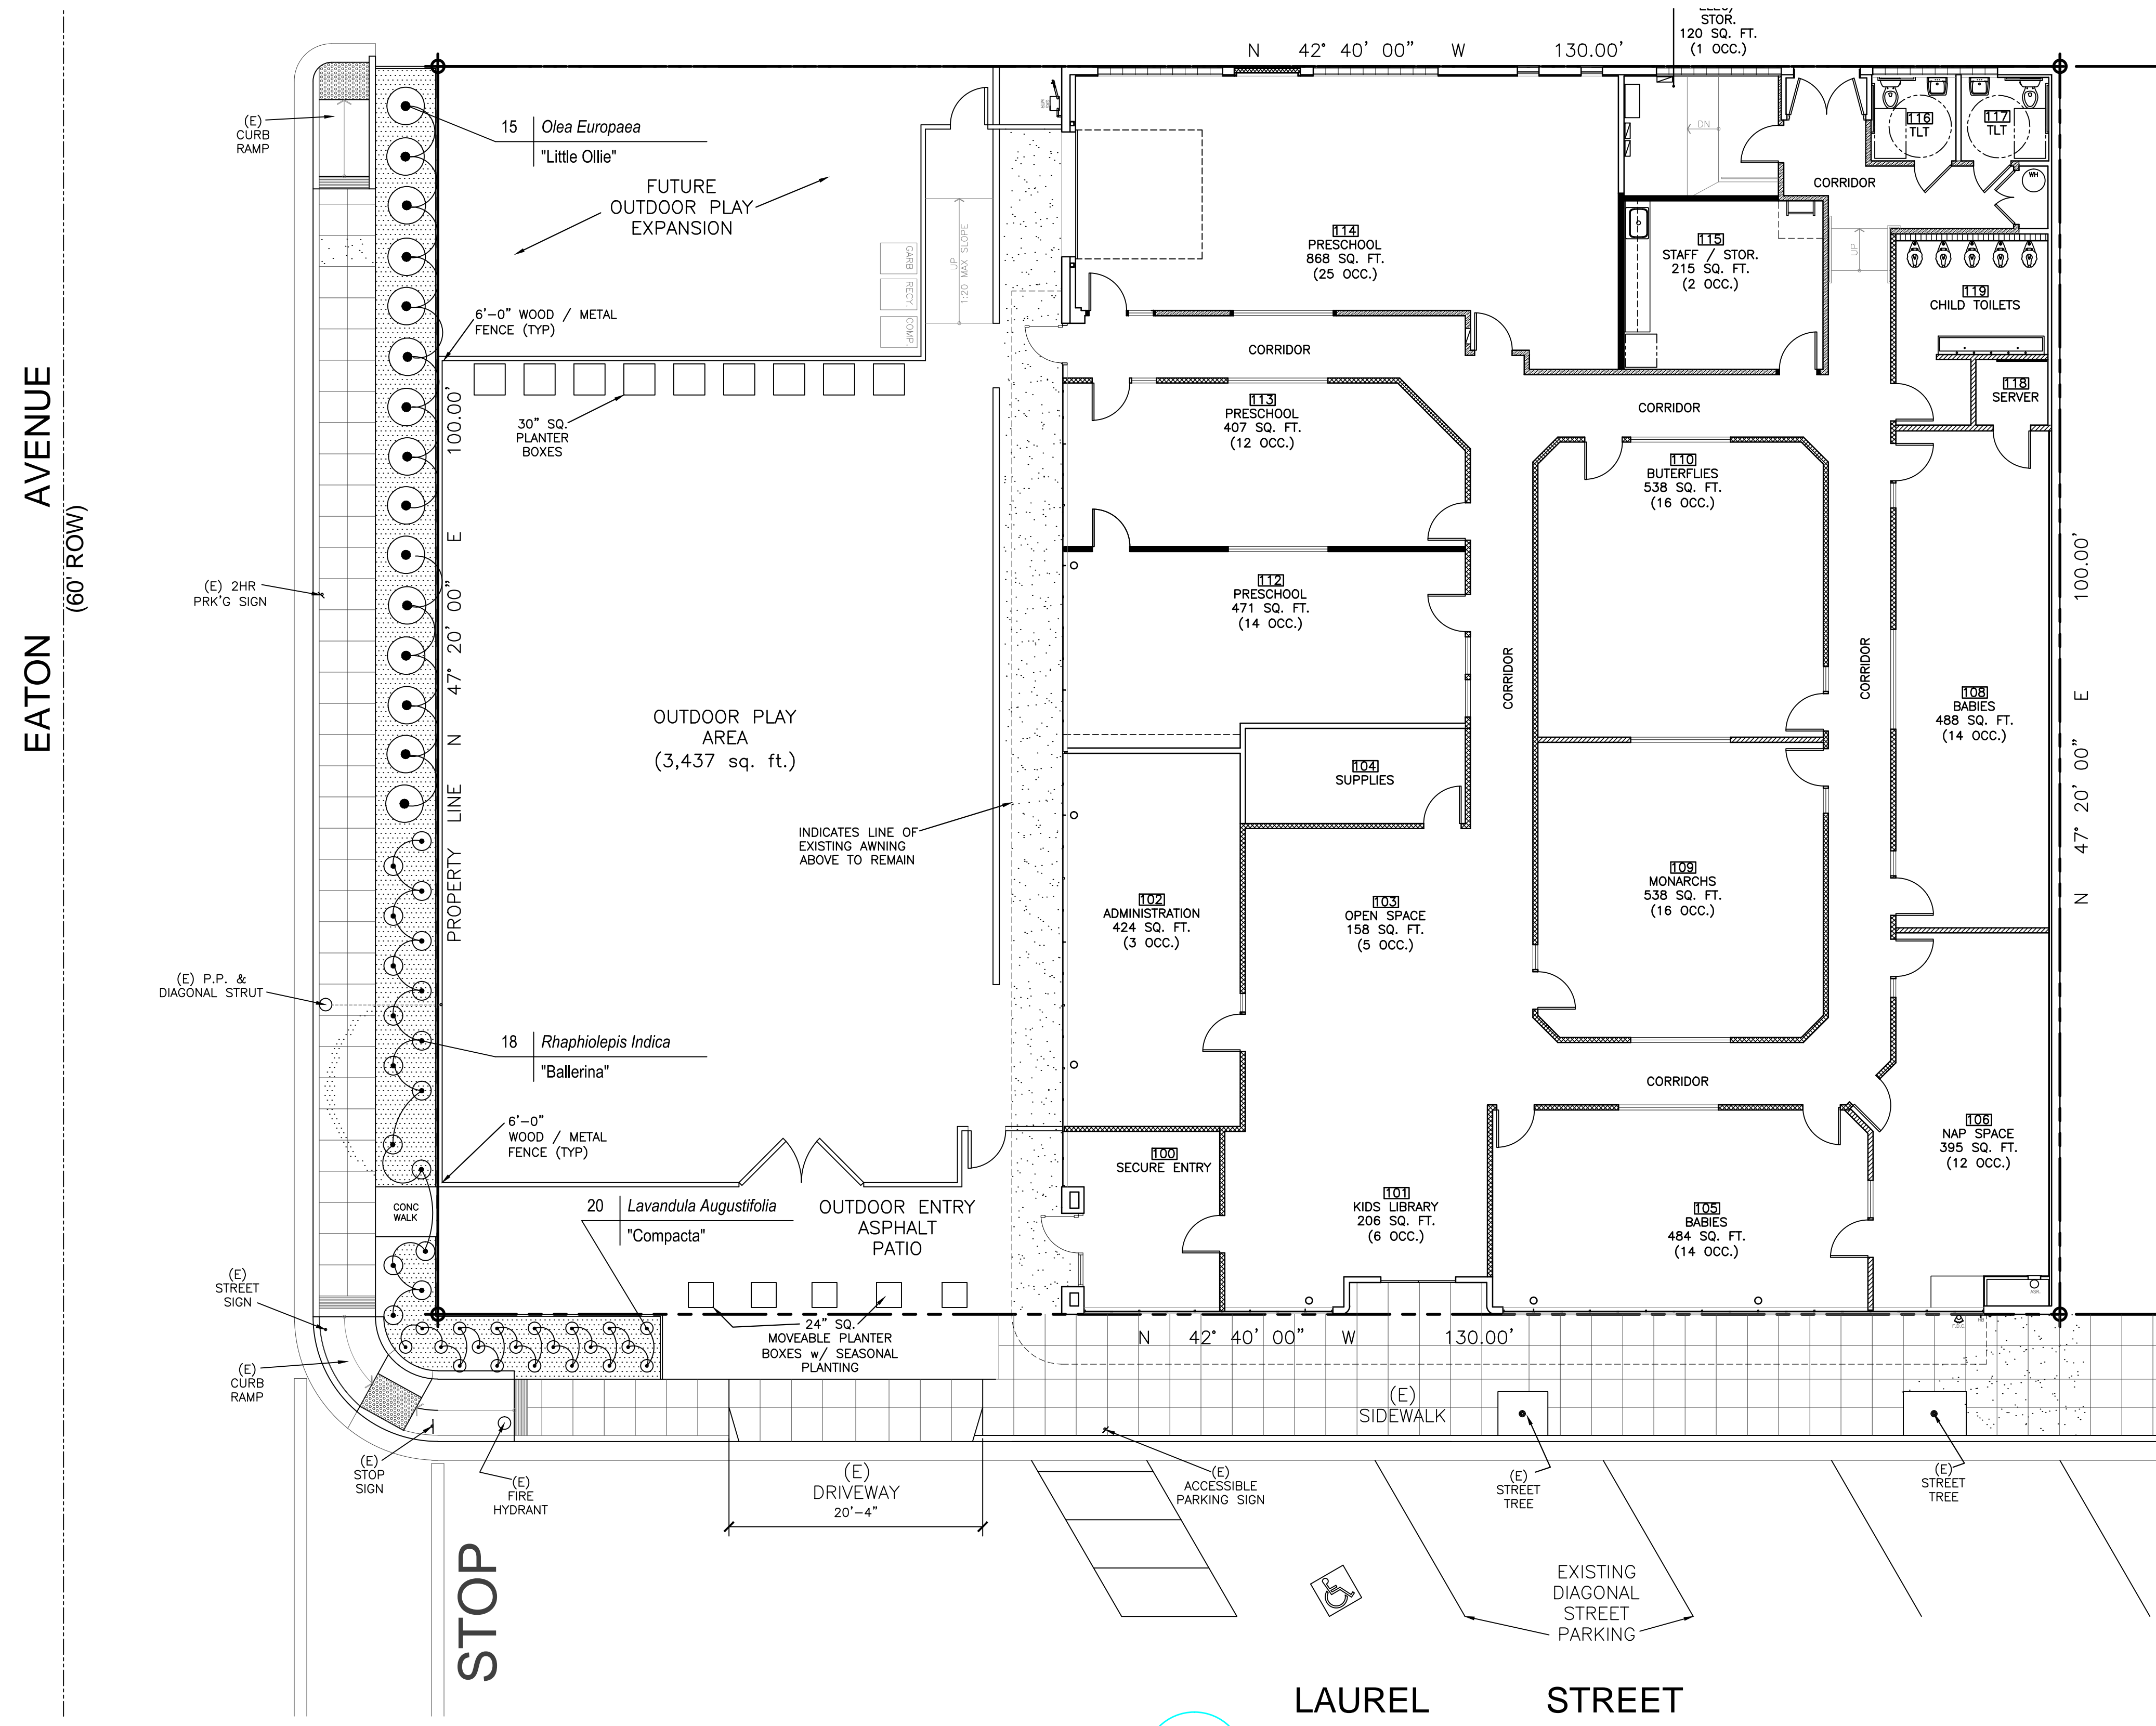 STOR.
120 SQ. FT.
(1 OCC.)
N 42° 40' 00" W 130.00'
(E)
CURB
RAMP
15 Olea Europaea
"Little Ollie"
FUTURE
OUTDOOR PLAY
EXPANSION
GARB
RECY.
COMP.
UP
1:20 MAX SLOPE
6'-0" WOOD / METAL
FENCE (TYP)
30" SQ.
PLANTER
BOXES
114
PRESCHOOL
868 SQ. FT.
(25 OCC.)
DN
116
TLT
117
TLT
WH
CORRIDOR
115
STAFF / STOR.
215 SQ. FT.
(2 OCC.)
UP
119
CHILD TOILETS
118
SERVER
CORRIDOR
CORRIDOR
113
PRESCHOOL
407 SQ. FT.
(12 OCC.)
110
BUTERFLIES
538 SQ. FT.
(16 OCC.)
112
PRESCHOOL
471 SQ. FT.
(14 OCC.)
CORRIDOR
CORRIDOR
108
BABIES
488 SQ. FT.
(14 OCC.)
104
SUPPLIES
109
MONARCHS
538 SQ. FT.
(16 OCC.)
102
ADMINISTRATION
424 SQ. FT.
(3 OCC.)
103
OPEN SPACE
158 SQ. FT.
(5 OCC.)
CORRIDOR
106
NAP SPACE
395 SQ. FT.
(12 OCC.)
100
SECURE ENTRY
101
KIDS LIBRARY
206 SQ. FT.
(6 OCC.)
105
BABIES
484 SQ. FT.
(14 OCC.)
EATON AVENUE
(60' ROW)
(E) 2HR
PRK'G SIGN
PROPERTY LINE N 47° 20' 00" E 100.00'
N 47° 20' 00" E 100.00'
OUTDOOR PLAY
AREA
(3,437 sq. ft.)
INDICATES LINE OF
EXISTING AWNING
ABOVE TO REMAIN
(E) P.P. &
DIAGONAL STRUT
18 Rhaphiolepis Indica
"Ballerina"
6'-0"
WOOD / METAL
FENCE (TYP)
CONC
WALK
20 Lavandula Augustifolia
"Compacta"
OUTDOOR ENTRY
ASPHALT
PATIO
(E)
STREET
SIGN
24" SQ.
MOVEABLE PLANTER
BOXES w/ SEASONAL
PLANTING
N 42° 40' 00" W 130.00'
(E)
CURB
RAMP
(E)
SIDEWALK
(E)
STOP
SIGN
(E)
FIRE
HYDRANT
(E)
DRIVEWAY
20'-4"
(E)
ACCESSIBLE
PARKING SIGN
(E)
STREET
TREE
(E)
STREET
TREE
STOP
EXISTING
DIAGONAL
STREET
PARKING
LAUREL STREET